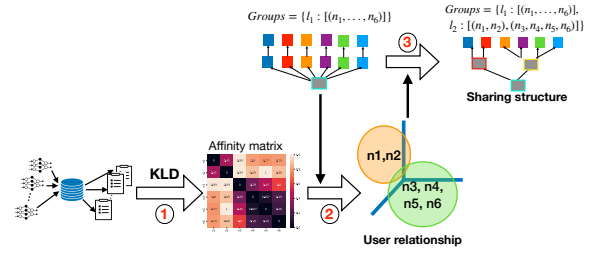 Groups = {l₁ : [(n₁, …, n₆)]}
Groups = {l₁ : [(n₁, …, n₆)],
l₂ : [(n₁, n₂), (n₃, n₄, n₅, n₆)]}
3
Sharing structure
Affinity matrix
KLD
1
2
n1,n2
n3, n4,
n5, n6
User relationship